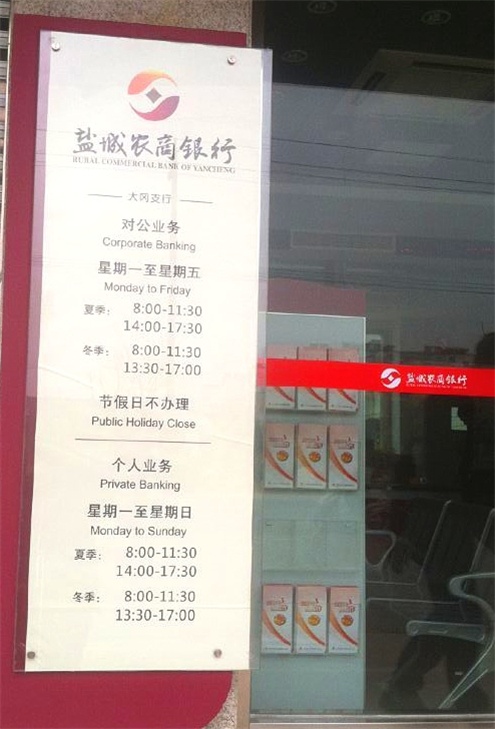 盐城农商银行
RURAL COMMERCIAL BANK OF YANCHENG
大冈支行
对公业务
Corporate Banking
星期一至星期五
Monday to Friday
夏季： 8:00-11:30
14:00-17:30
冬季： 8:00-11:30
13:30-17:00
节假日不办理
Public Holiday Close
个人业务
Private Banking
星期一至星期日
Monday to Sunday
夏季： 8:00-11:30
14:00-17:30
冬季： 8:00-11:30
13:30-17:00
盐城农商银行